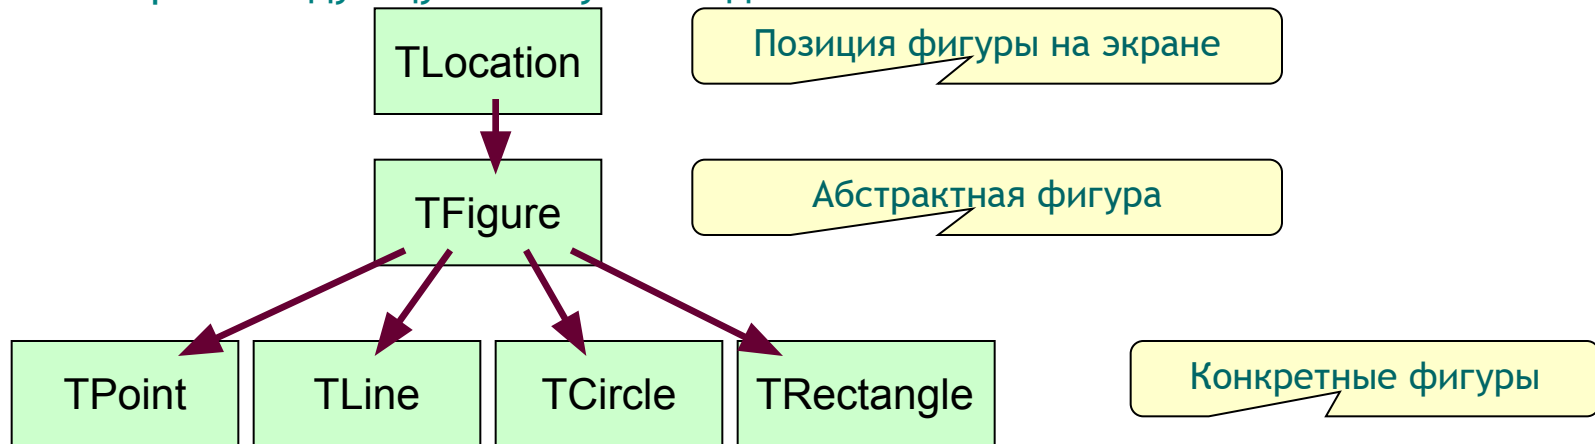 TLocation
Позиция фигуры на экране
TFigure
Абстрактная фигура
TPoint
TLine
TCircle
TRectangle
Конкретные фигуры